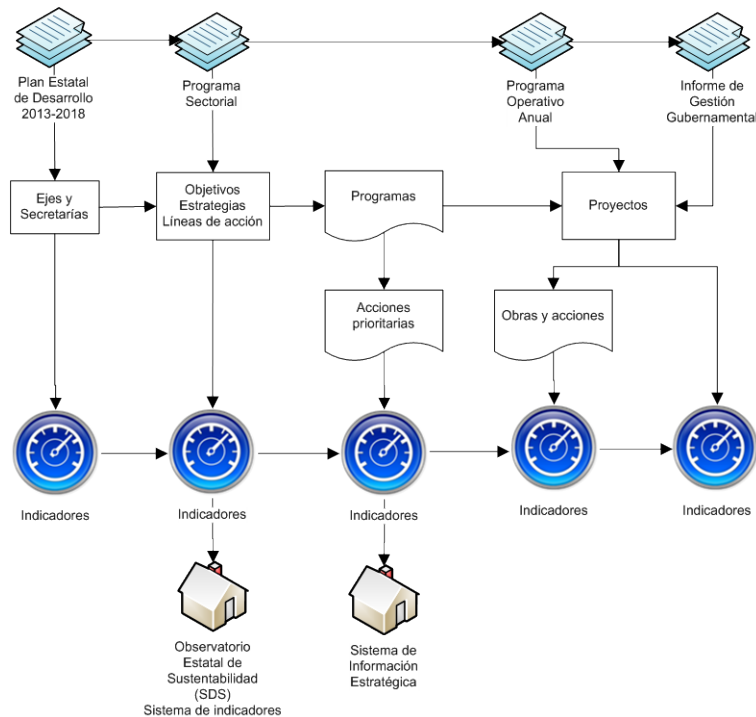 Plan Estatal
de Desarrollo
2013-2018
Programa
Sectorial
Programa
Operativo
Anual
Informe de
Gestión
Gubernamental
Ejes y
Secretarías
Objetivos
Estrategias
Líneas de acción
Programas
Proyectos
Acciones
prioritarias
Obras y acciones
Indicadores
Indicadores
Indicadores
Indicadores
Indicadores
Observatorio
Estatal de
Sustentabilidad
(SDS)
Sistema de indicadores
Sistema de
Información
Estratégica